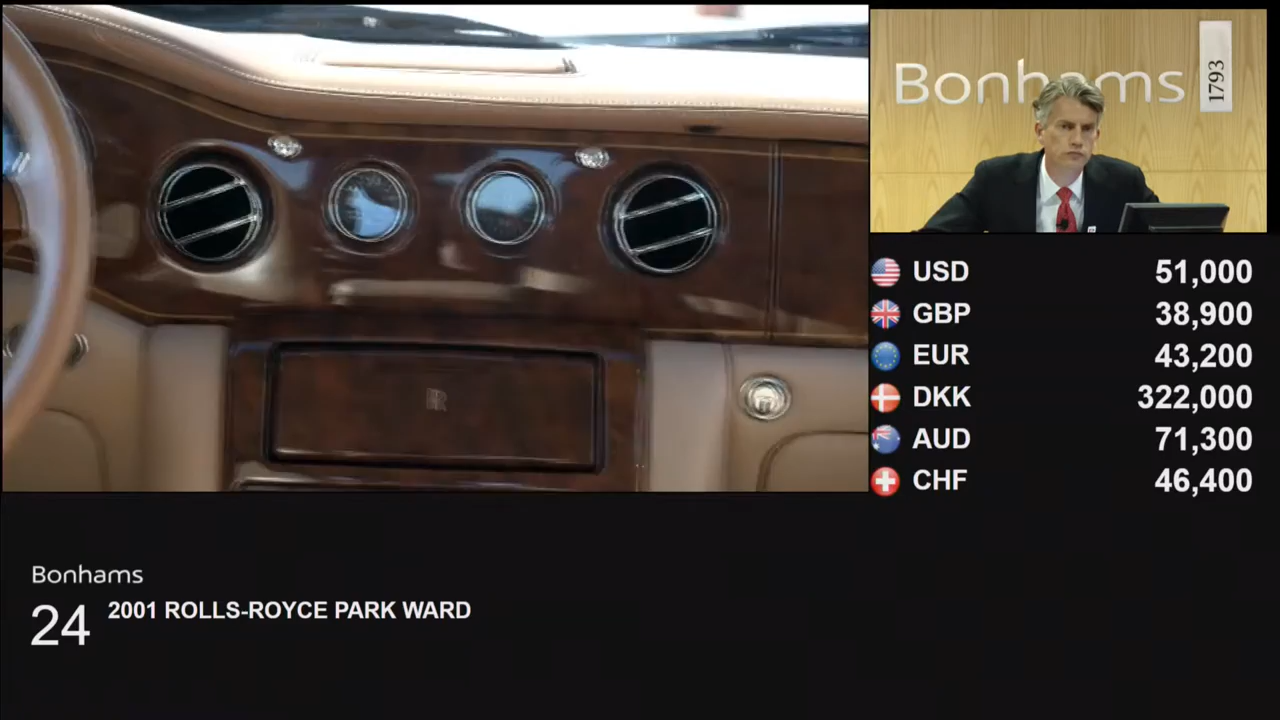 Bonhams
1793
USD 51,000
GBP 38,900
EUR 43,200
DKK 322,000
AUD 71,300
CHF 46,400
Bonhams
24 2001 ROLLS-ROYCE PARK WARD